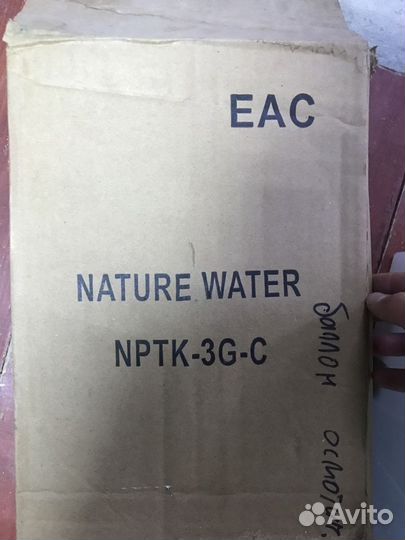 EAC
NATURE WATER
NPTK-3G-C
баллон
Avito